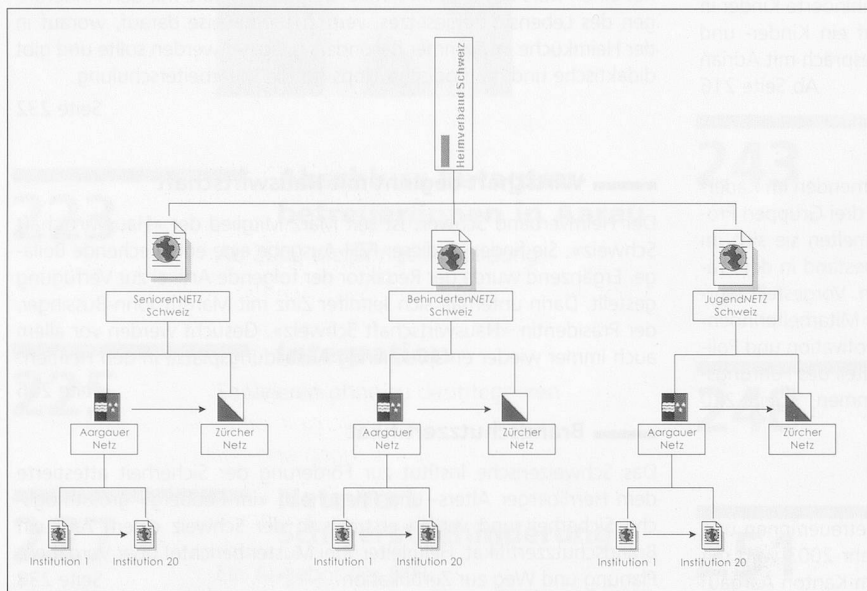 Heimverband Schweiz
SeniorenNETZ
Schweiz
BehindertenNETZ
Schweiz
JugendNETZ
Schweiz
Aargauer
Netz
Zürcher
Netz
Aargauer
Netz
Zürcher
Netz
Aargauer
Netz
Zürcher
Netz
Institution 1
Institution 20
Institution 1
Institution 20
Institution 1
Institution 20